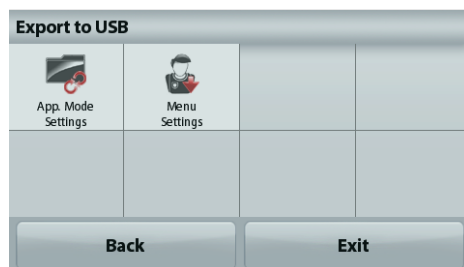 Export to USB
App. Mode
Settings
Menu
Settings
Back
Exit